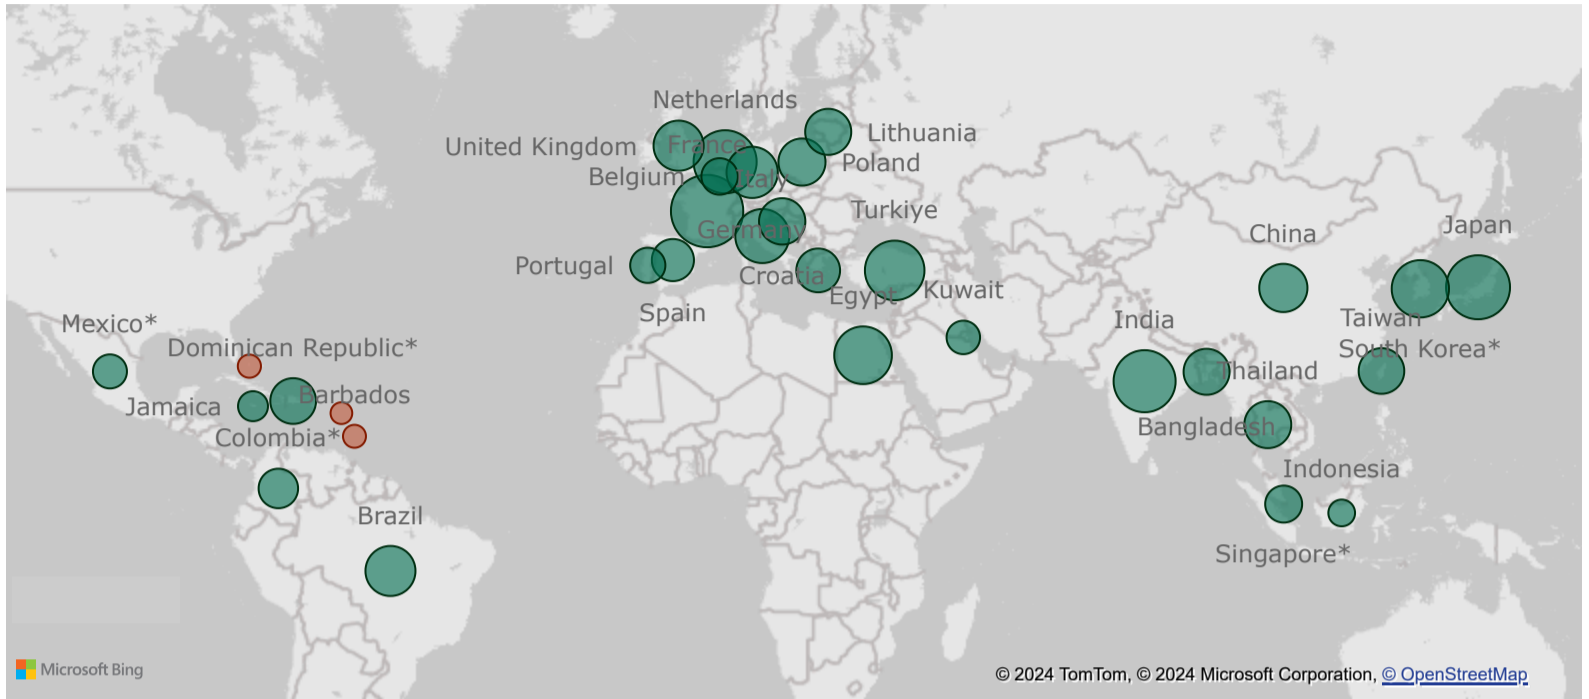 Netherlands
Lithuania
United Kingdom
France
Poland
Belgium
Italy
Turkiye
Germany
China
Japan
Portugal
Croatia
Egypt
Kuwait
Spain
Mexico*
India
Taiwan
Dominican Republic*
South Korea*
Thailand
Jamaica
Barbados
Colombia*
Bangladesh
Indonesia
Brazil
Singapore*
Microsoft Bing
© 2024 TomTom, © 2024 Microsoft Corporation, © OpenStreetMap